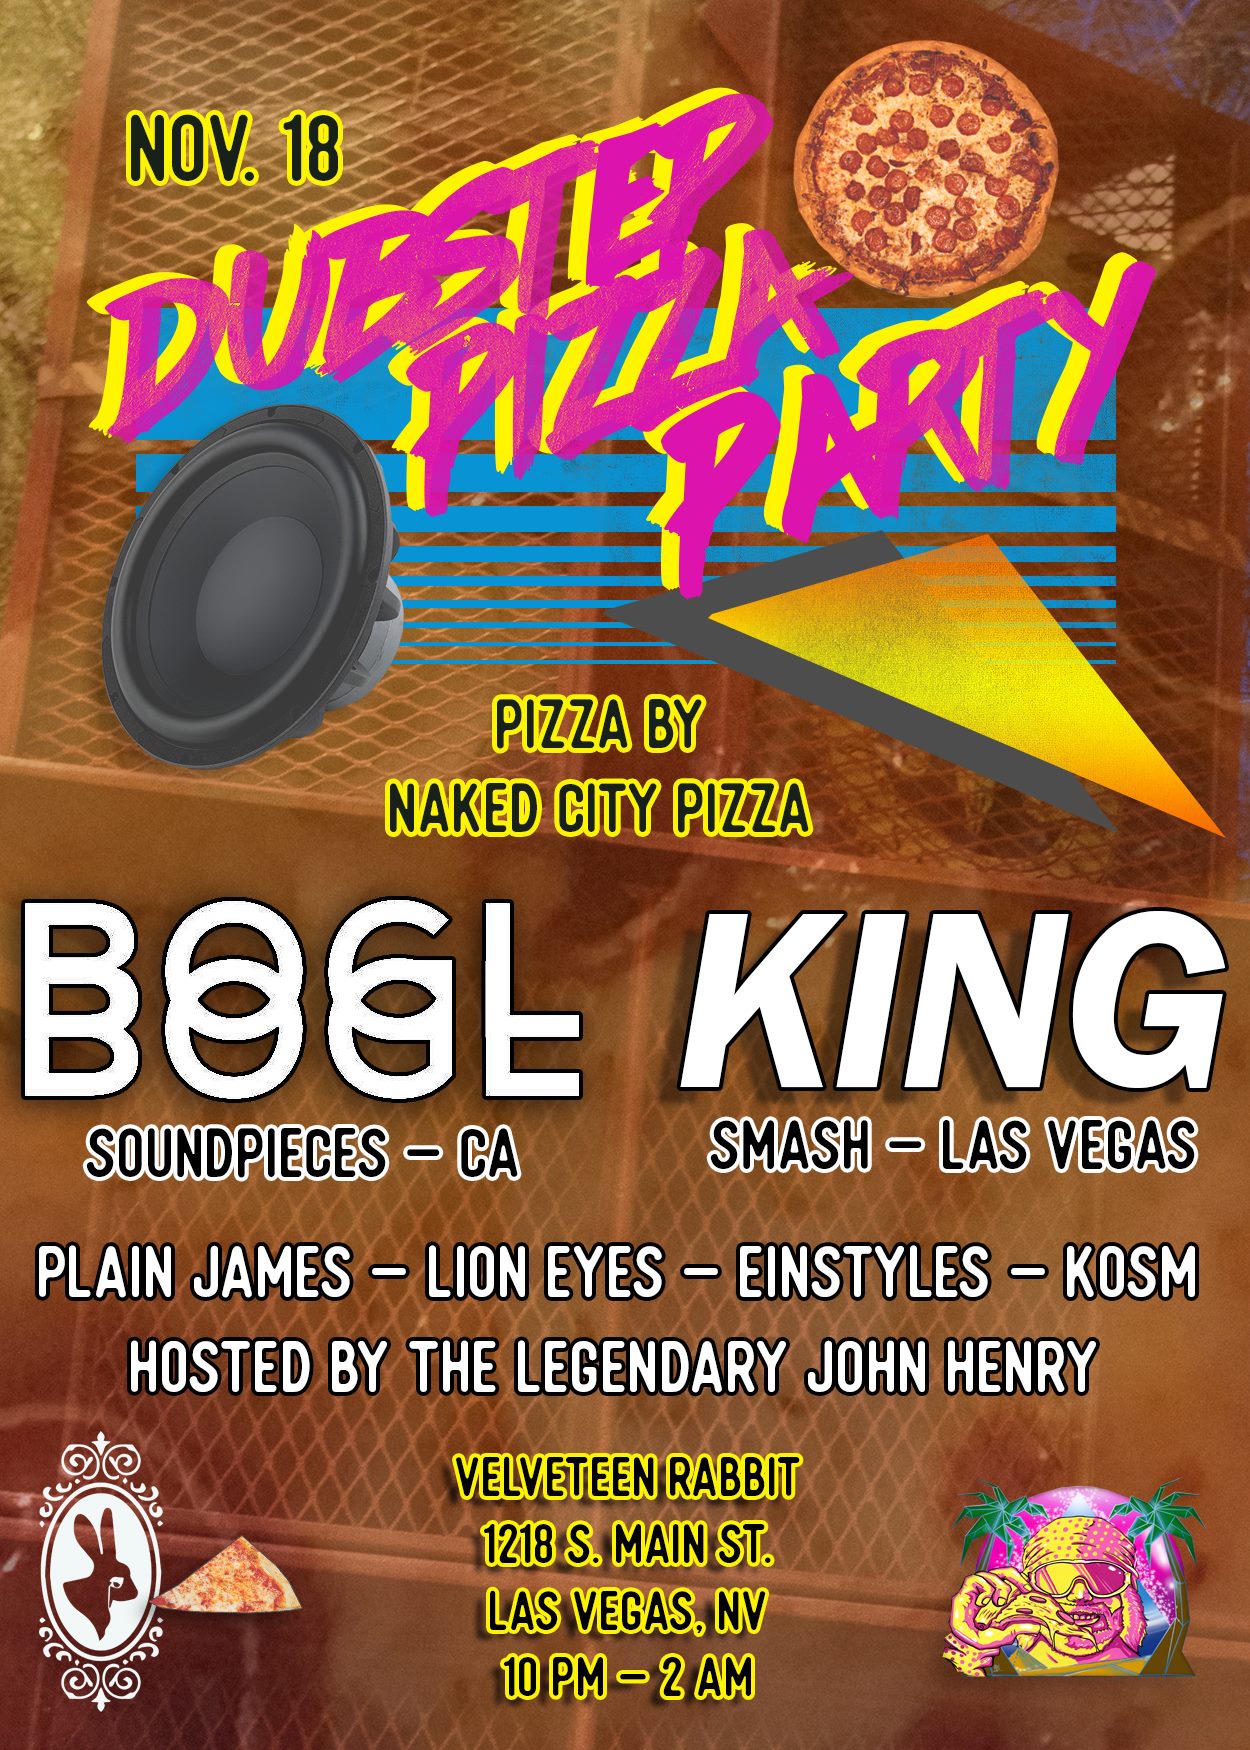 NOV. 18
DUBSTEP
PIZZA
PARTY
PIZZA BY
NAKED CITY PIZZA
BOGL KING
SOUNDPIECES – CA SMASH – LAS VEGAS
PLAIN JAMES – LION EYES – EINSTYLES – KOSM
HOSTED BY THE LEGENDARY JOHN HENRY
VELVETEEN RABBIT
1218 S. MAIN ST.
LAS VEGAS, NV
10 PM – 2 AM